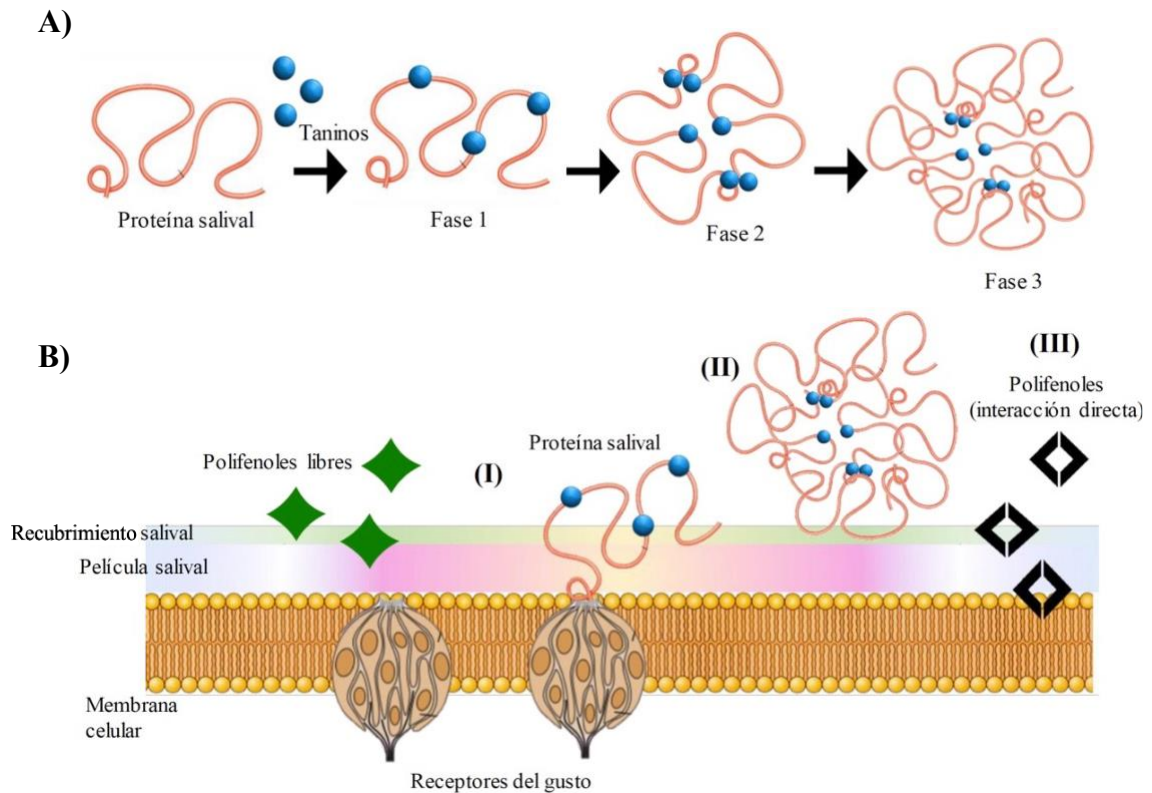 A)
Taninos
Proteína salival
Fase 1
Fase 2
Fase 3
B)
(I)
(II)
(III)
Polifenoles
(interacción directa)
Proteína salival
Polifenoles libres
Recubrimiento salival
Película salival
Membrana
celular
Receptores del gusto